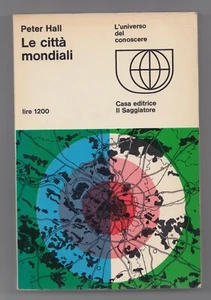 Peter Hall
Le città
mondiali
lire 1200
L'universo
del
conoscere
Casa editrice
Il Saggiatore